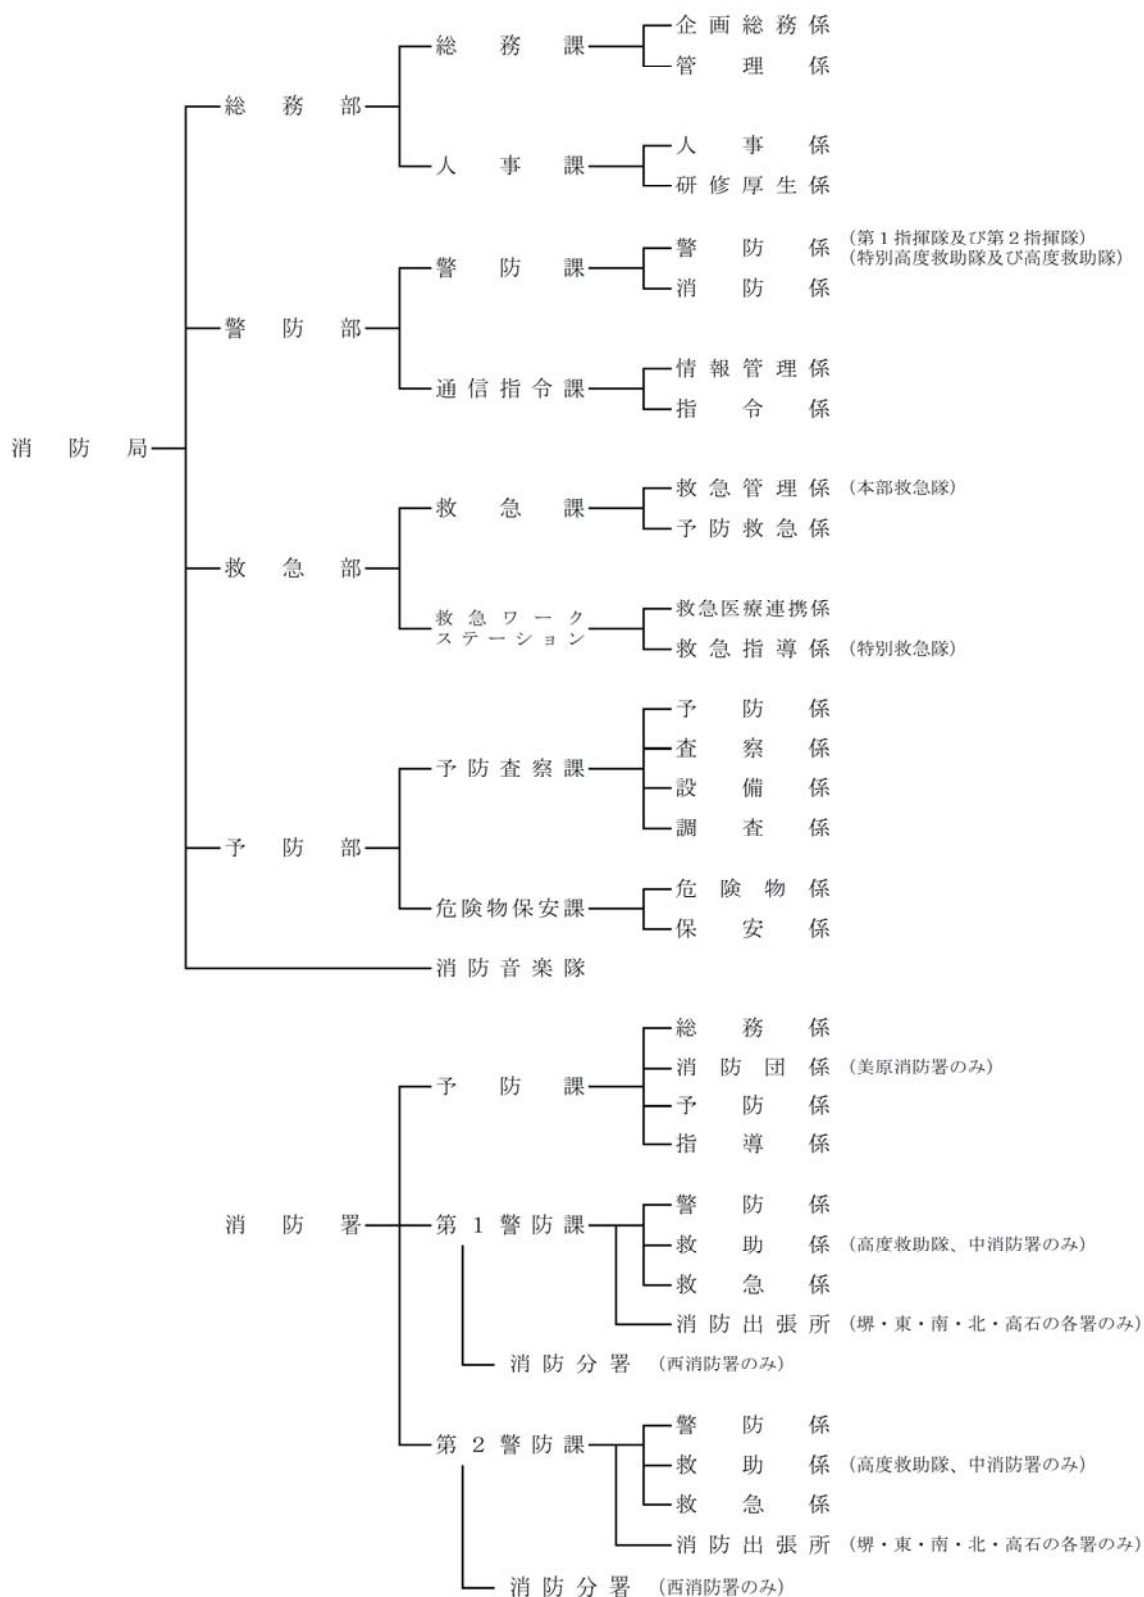 企画総務係
総務課
管理係
総務部
人事係
人事課
研修厚生係
(第1指揮隊及び第2指揮隊)
警防係
(特別高度救助隊及び高度救助隊)
警防課
消防係
警防部
情報管理係
通信指令課
指令係
消防局
救急管理係 (本部救急隊)
救急課
予防救急係
救急部
救急医療連携係
救急ワーク
ステーション
救急指導係 (特別救急隊)
予防係
査察係
予防査察課
設備係
調査係
予防部
危険物係
危険物保安課
保安係
消防音楽隊
総務係
消防団係 (美原消防署のみ)
予防課
予防係
指導係
警防係
消防署
第1警防課
救助係 (高度救助隊、中消防署のみ)
救急係
消防出張所 (堺・東・南・北・高石の各署のみ)
消防分署 (西消防署のみ)
警防係
第2警防課
救助係 (高度救助隊、中消防署のみ)
救急係
消防出張所 (堺・東・南・北・高石の各署のみ)
消防分署 (西消防署のみ)